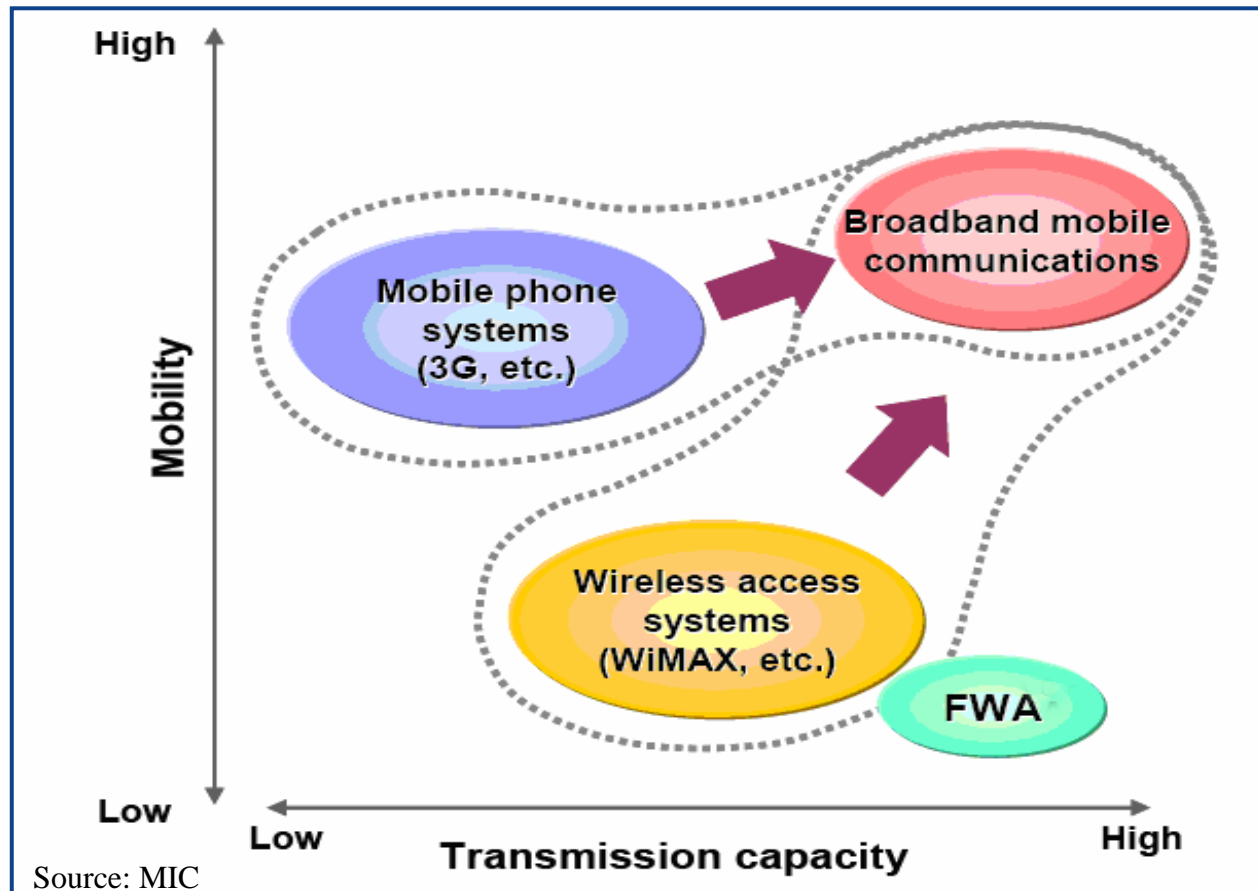 High
Broadband mobile
communications
Mobile phone
systems
(3G, etc.)
Mobility
Wireless access
systems
(WiMAX, etc.)
FWA
Low
Low
High
Transmission capacity
Source: MIC